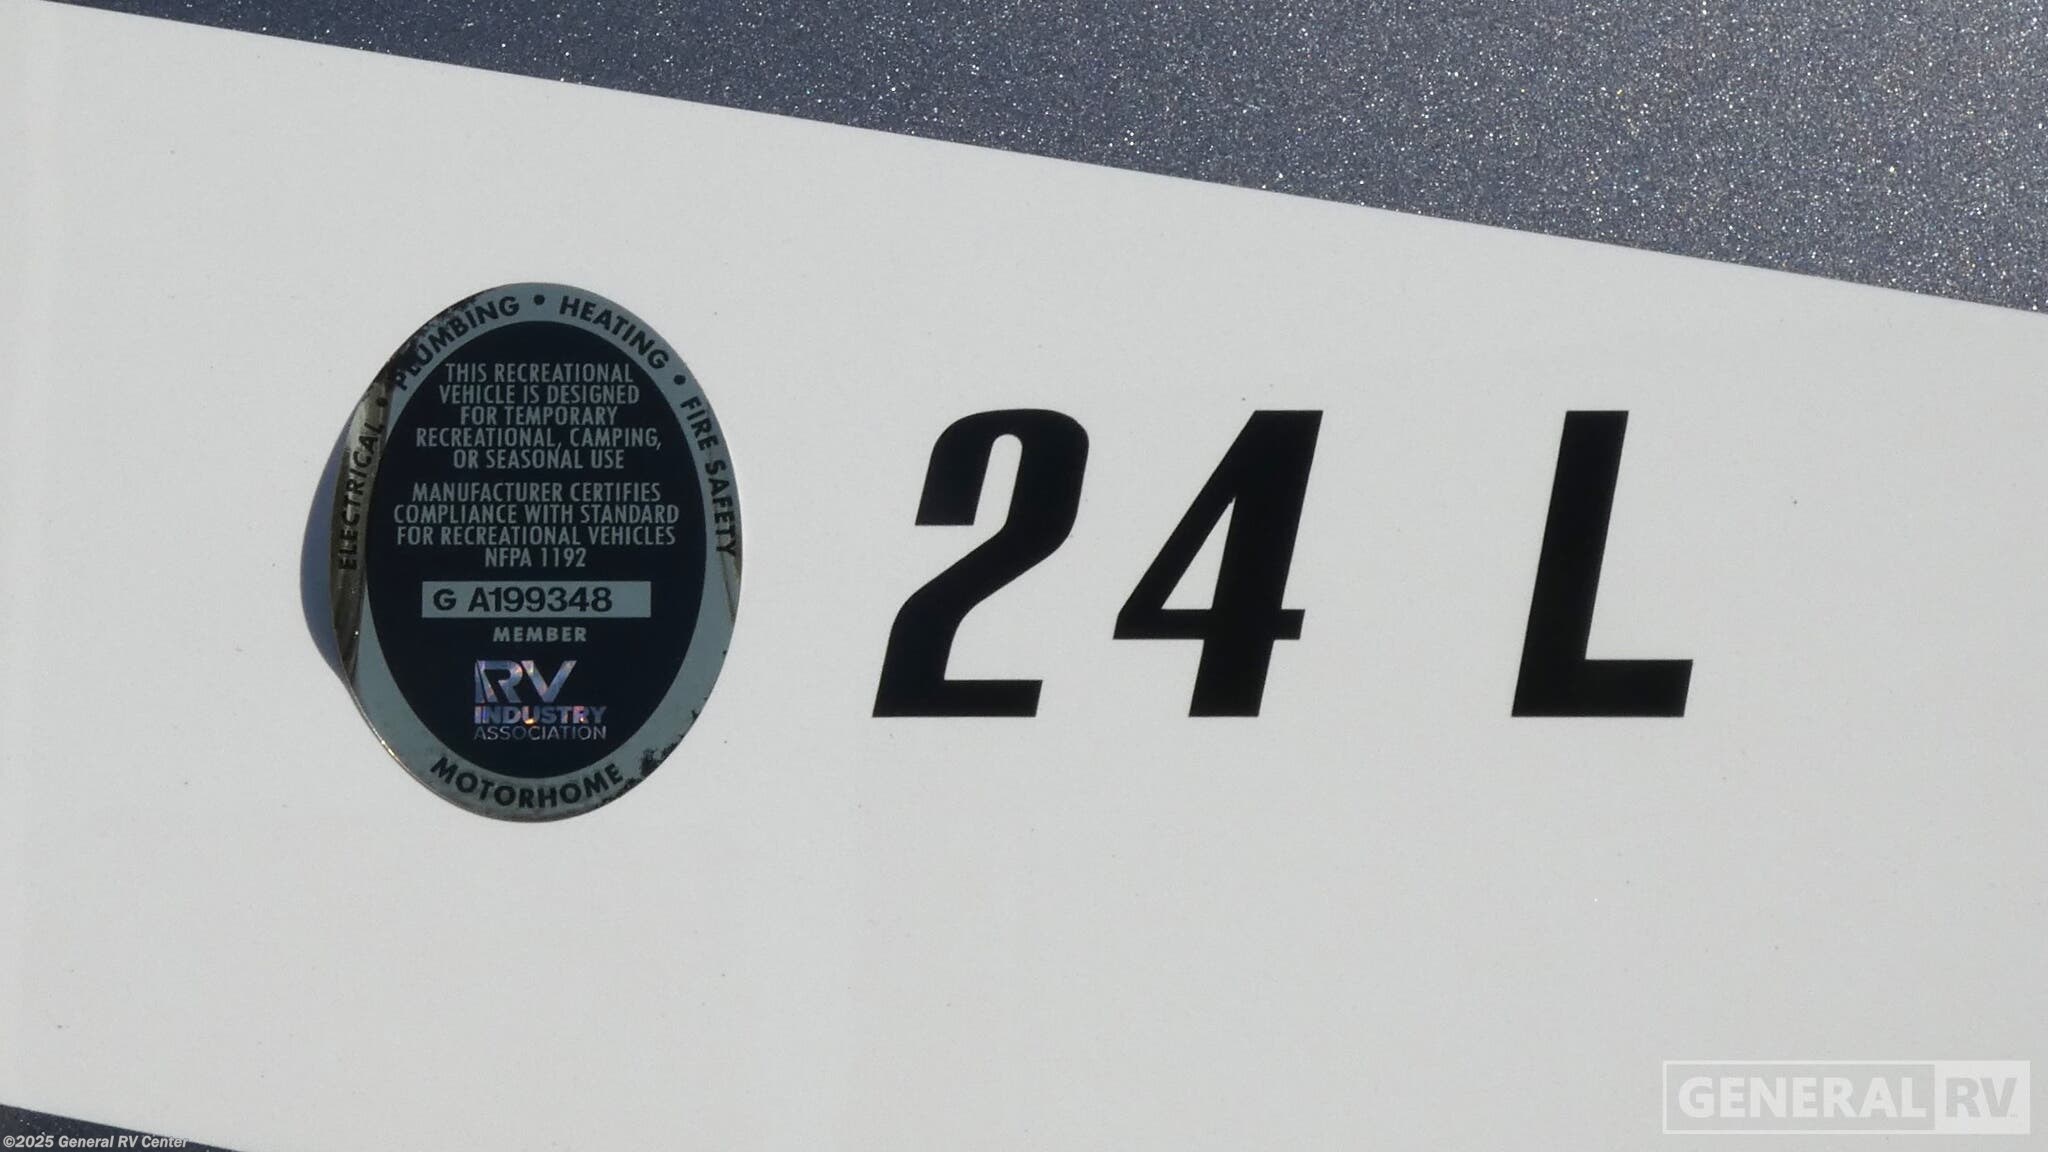 ELECTRICAL • PLUMBING • HEATING • FIRE SAFETY
THIS RECREATIONAL
VEHICLE IS DESIGNED
FOR TEMPORARY
RECREATIONAL, CAMPING,
OR SEASONAL USE
MANUFACTURER CERTIFIES
COMPLIANCE WITH STANDARD
FOR RECREATIONAL VEHICLES
NFPA 1192
G A199348
MEMBER
RV
INDUSTRY
ASSOCIATION
MOTORHOME
24 L
GENERAL RV
©2025 General RV Center